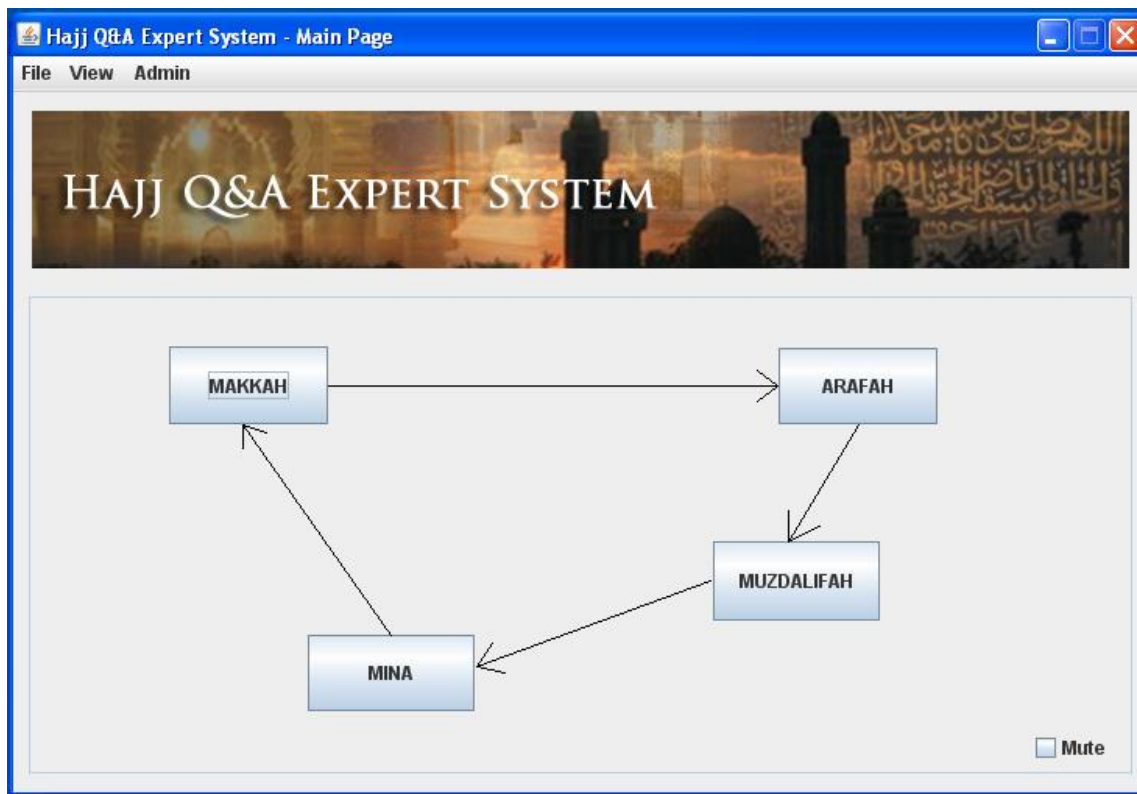 Hajj Q&A Expert System - Main Page
File View Admin
HAJJ Q&A EXPERT SYSTEM
MAKKAH
ARAFAH
MUZDALIFAH
MINA
Mute